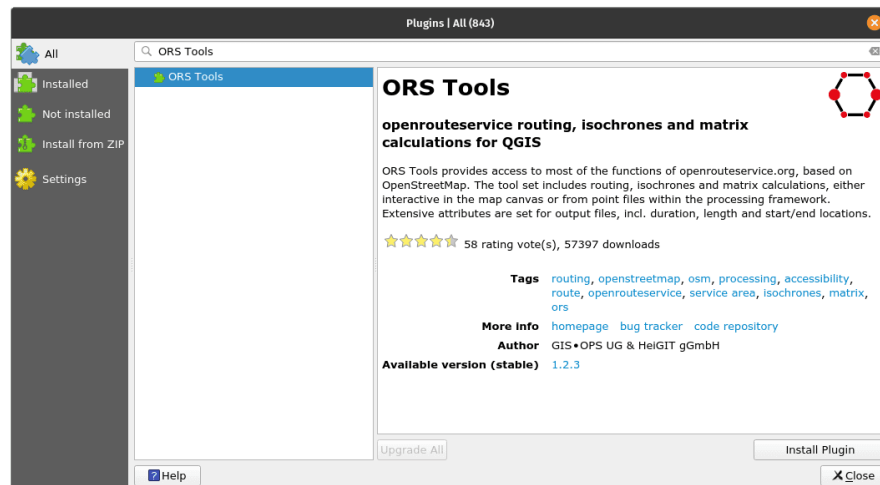 Plugins | All (843)
All
Installed
Not installed
Install from ZIP
Settings
ORS Tools
ORS Tools
ORS Tools
openrouteservice routing, isochrones and matrix
calculations for QGIS
ORS Tools provides access to most of the functions of openrouteservice.org, based on
OpenStreetMap. The tool set includes routing, isochrones and matrix calculations, either
interactive in the map canvas or from point files within the processing framework.
Extensive attributes are set for output files, incl. duration, length and start/end locations.
58 rating vote(s), 57397 downloads
Tags routing, openstreetmap, osm, processing, accessibility,
route, openrouteservice, service area, isochrones, matrix,
ors
More info homepage bug tracker code repository
Author GIS•OPS UG & HeiGIT gGmbH
Available version (stable) 1.2.3
Upgrade All
Install Plugin
? Help
Close